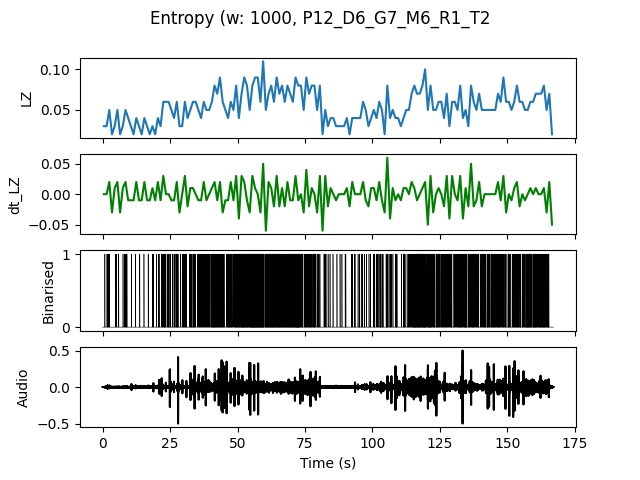 Entropy (w: 1000, P12_D6_G7_M6_R1_T2
LZ
0.10
0.05
dt_LZ
0.05
0.00
−0.05
Binarised
1
0
Audio
0.5
0.0
−0.5
0 25 50 75 100 125 150 175
Time (s)